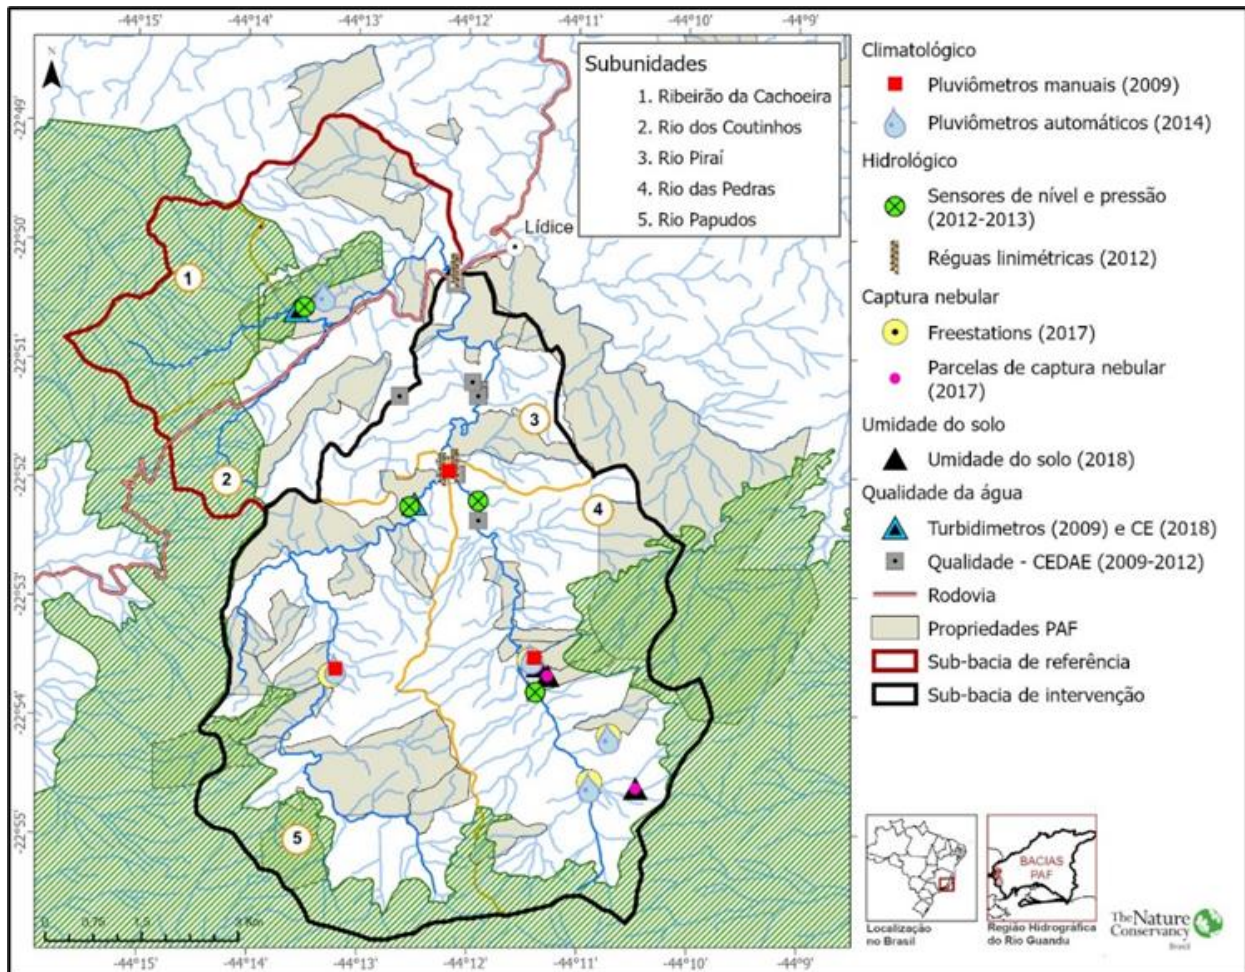 -44°15' -44°14' -44°13' -44°12' -44°11' -44°10' -44°9'
N
-22°49'
-22°50'
-22°51'
-22°52'
-22°53'
-22°54'
-22°55'
Subunidades
1. Ribeirão da Cachoeira
2. Rio dos Coutinhos
3. Rio Piraí
4. Rio das Pedras
5. Rio Papudos
Lídice
1
2
3
4
5
0 0,75 1,5 3 Km
-44°15' -44°14' -44°13' -44°12' -44°11' -44°10' -44°9'
Climatológico
Pluviômetros manuais (2009)
Pluviômetros automáticos (2014)
Hidrológico
Sensores de nível e pressão
(2012-2013)
Réguas linimétricas (2012)
Captura nebular
Freestations (2017)
Parcelas de captura nebular
(2017)
Umidade do solo
Umidade do solo (2018)
Qualidade da água
Turbidimetros (2009) e CE (2018)
Qualidade - CEDAE (2009-2012)
Rodovia
Propriedades PAF
Sub-bacia de referência
Sub-bacia de intervenção
BACIAS
PAF
Localização
no Brasil
Região Hidrográfica
do Rio Guandu
The Nature
Conservancy
Brasil